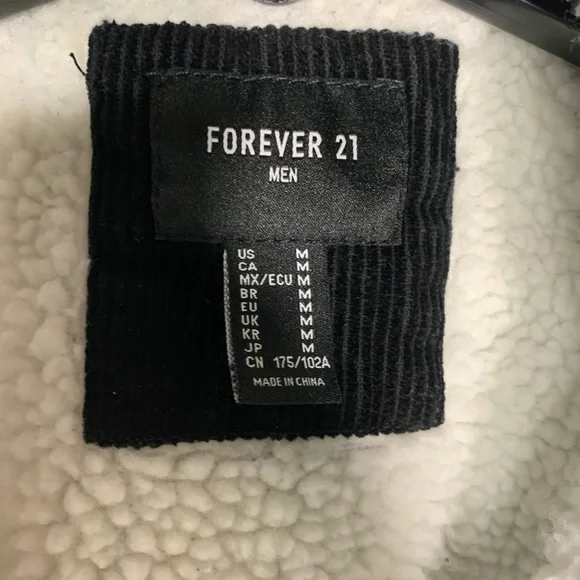 FOREVER 21
MEN
US M
CA M
MX/ECU M
BR M
EU M
UK M
KR M
JP M
CN 175/102A
MADE IN CHINA